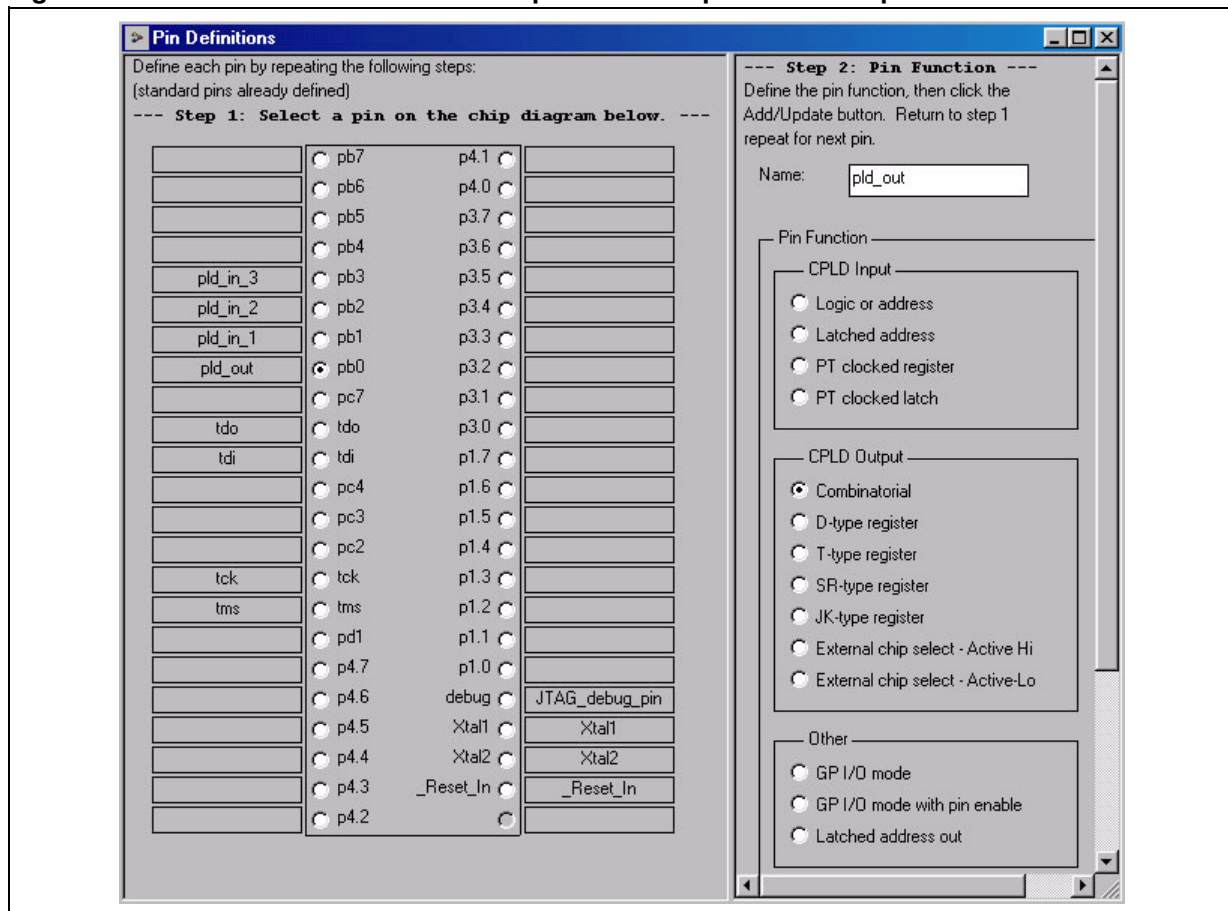 Pin Definitions
Define each pin by repeating the following steps:
(standard pins already defined)
--- Step 1: Select a pin on the chip diagram below. ---
pb7 p4.1
pb6 p4.0
pb5 p3.7
pb4 p3.6
pld_in_3 pb3 p3.5
pld_in_2 pb2 p3.4
pld_in_1 pb1 p3.3
pld_out pb0 p3.2
pc7 p3.1
tdo tdo p3.0
tdi tdi p1.7
pc4 p1.6
pc3 p1.5
pc2 p1.4
tck tck p1.3
tms tms p1.2
pd1 p1.1
p4.7 p1.0
p4.6 debug JTAG_debug_pin
p4.5 Xtal1 Xtal1
p4.4 Xtal2 Xtal2
p4.3 _Reset_In _Reset_In
p4.2
--- Step 2: Pin Function ---
Define the pin function, then click the
Add/Update button. Return to step 1
repeat for next pin.
Name: pld_out
Pin Function
CPLD Input
Logic or address
Latched address
PT clocked register
PT clocked latch
CPLD Output
Combinatorial
D-type register
T-type register
SR-type register
JK-type register
External chip select - Active Hi
External chip select - Active-Lo
Other
GP I/O mode
GP I/O mode with pin enable
Latched address out